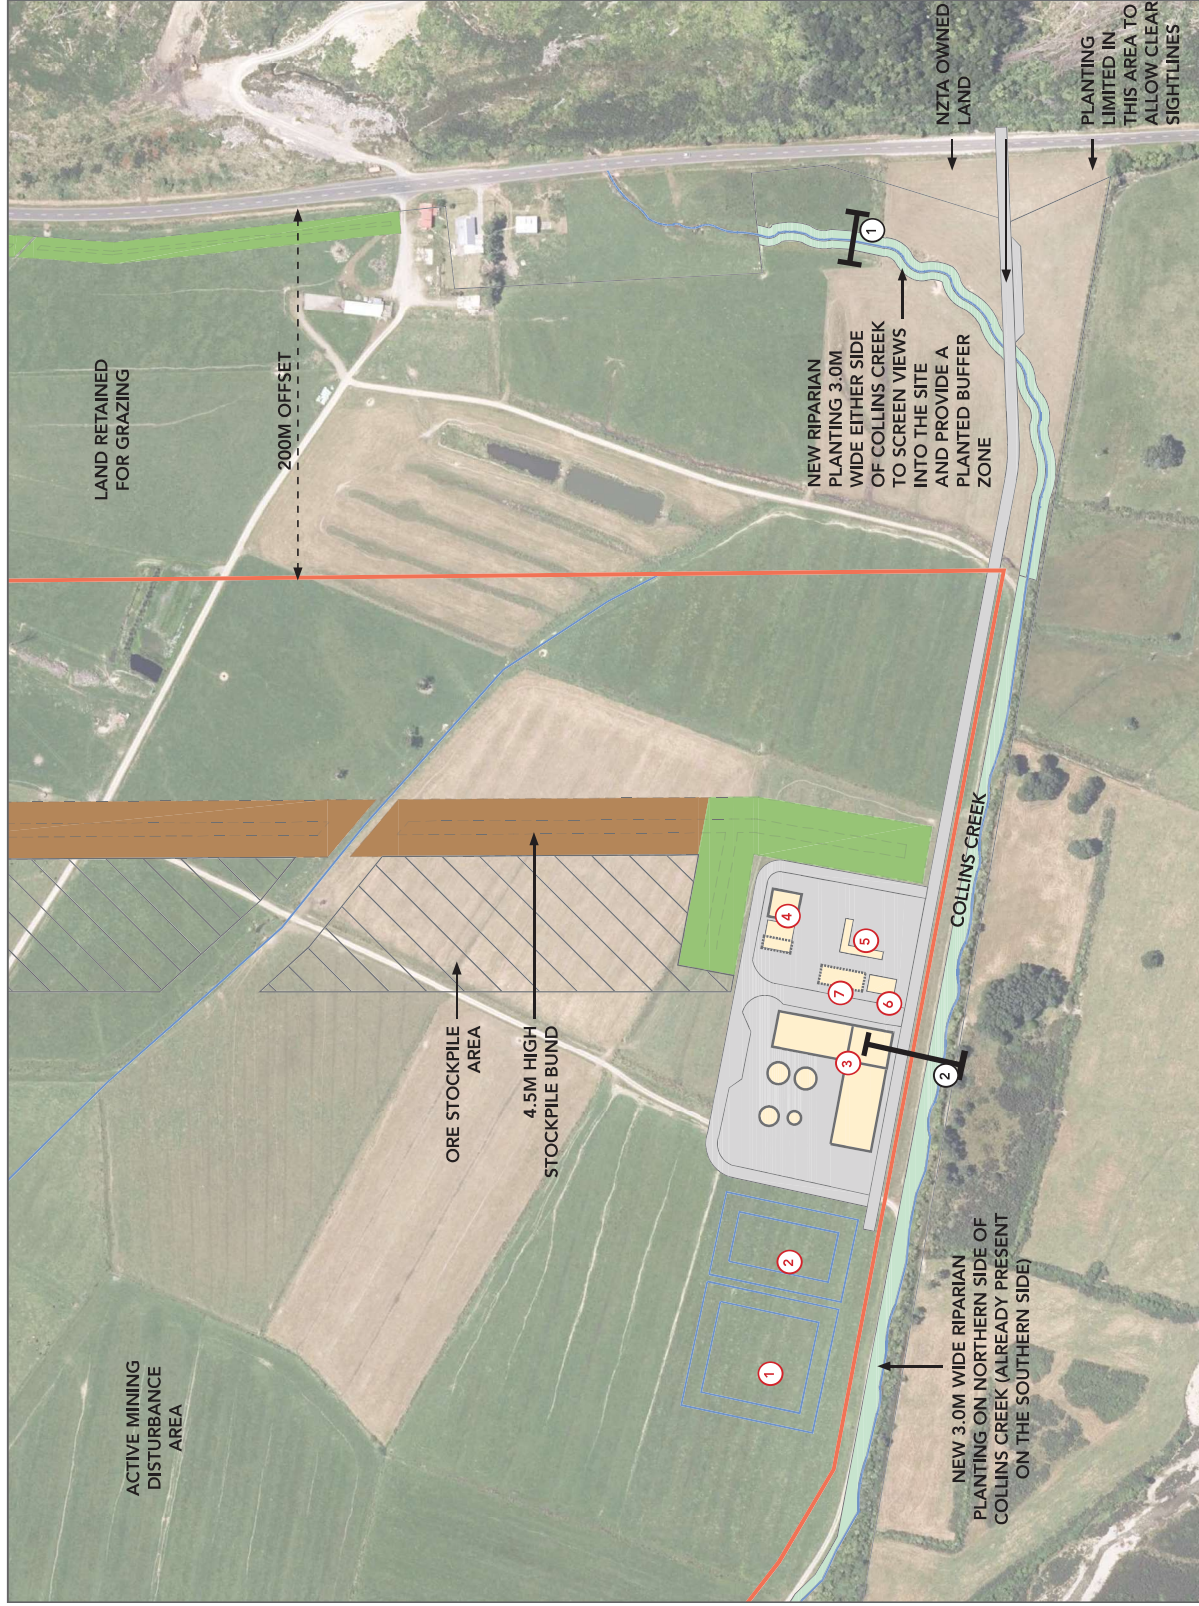 ACTIVE MINING
DISTURBANCE
AREA
LAND RETAINED
FOR GRAZING
200M OFFSET
ORE STOCKPILE
AREA
4.5M HIGH
STOCKPILE BUND
NEW RIPARIAN
PLANTING 3.0M
WIDE EITHER SIDE
OF COLLINS CREEK
TO SCREEN VIEWS
INTO THE SITE
AND PROVIDE A
PLANTED BUFFER
ZONE
NZTA OWNED
LAND
PLANTING
LIMITED IN
THIS AREA TO
ALLOW CLEAR
SIGHTLINES
1
2
3
4
5
6
7
1
2
COLLINS CREEK
NEW 3.0M WIDE RIPARIAN
PLANTING ON NORTHERN SIDE OF
COLLINS CREEK (ALREADY PRESENT
ON THE SOUTHERN SIDE)